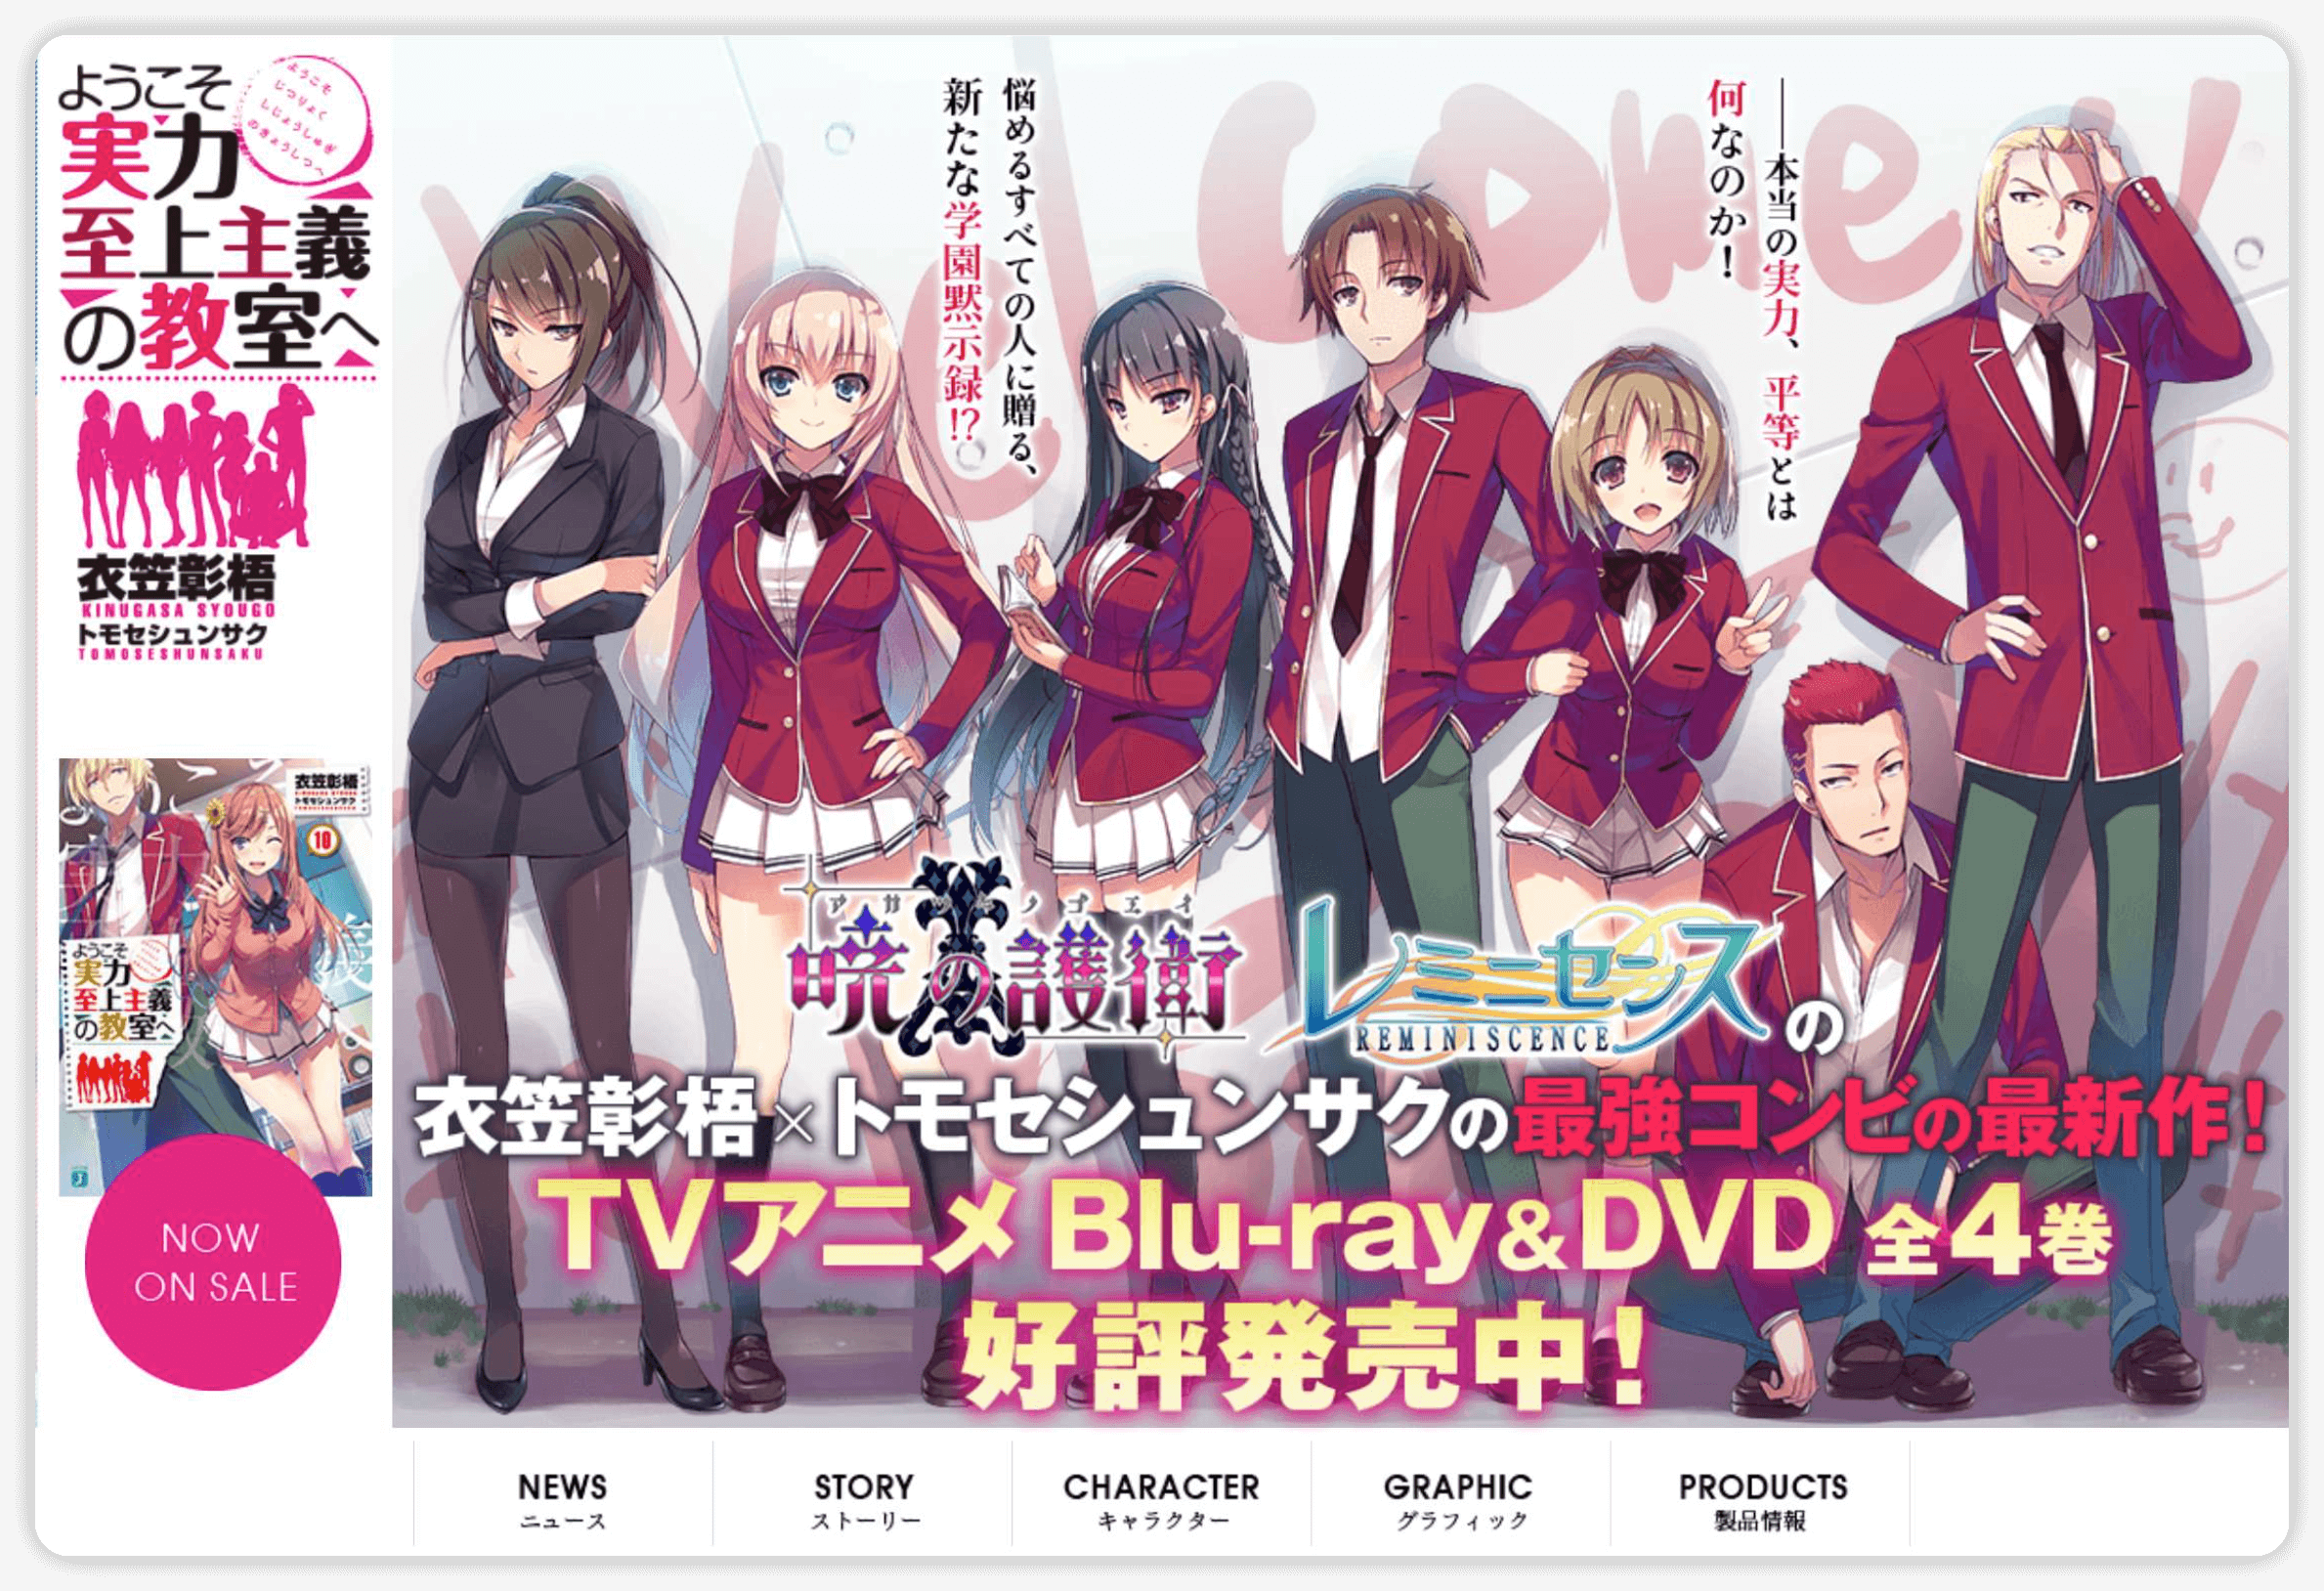 ようこそ
実力
至上主義
の教室へ
ようこそ
じつりょく
しじょうしゅぎ
のきょうしつへ
衣笠彰梧
KINUGASA SYOUGO
トモセシュンサク
TOMOSESHUNSAKU
衣笠彰梧
トモセシュンサク
10
ようこそ
実力
至上主義
の教室へ
NOW
ON SALE
Welcome
――本当の実力、平等とは
何なのか!
悩めるすべての人に贈る、
新たな学園黙示録!?
アカツキノゴエイ
暁の護衛
レミニセンス
REMINISCENCE
の
衣笠彰梧×トモセシュンサクの最強コンビの最新作!
TVアニメ Blu-ray&DVD 全4巻
好評発売中!
NEWS
ニュース
STORY
ストーリー
CHARACTER
キャラクター
GRAPHIC
グラフィック
PRODUCTS
製品情報